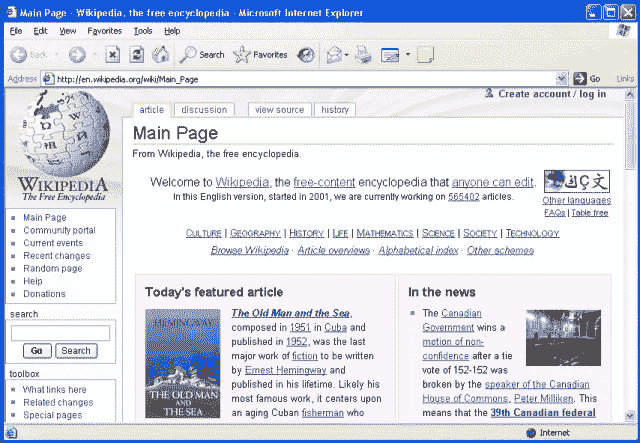 Main Page - Wikipedia, the free encyclopedia - Microsoft Internet Explorer
File Edit View Favorites Tools Help
Back Search Favorites
Address http://en.wikipedia.org/wiki/Main_Page Go Links
Create account / log in
article discussion view source history
Main Page
From Wikipedia, the free encyclopedia.
WIKIPEDIA
The Free Encyclopedia
Main Page
Community portal
Current events
Recent changes
Random page
Help
Donations
search
Go Search
toolbox
What links here
Related changes
Special pages
Welcome to Wikipedia, the free-content encyclopedia that anyone can edit.
In this English version, started in 2001, we are currently working on 565402 articles.
Other languages
FAQs | Table free
CULTURE | GEOGRAPHY | HISTORY | LIFE | MATHEMATICS | SCIENCE | SOCIETY | TECHNOLOGY
Browse Wikipedia · Article overviews · Alphabetical index · Other schemes
Today's featured article
HEMINGWAY
THE OLD MAN
AND THE
SEA
The Old Man and the Sea,
composed in 1951 in Cuba and
published in 1952, was the last
major work of fiction to be written
by Ernest Hemingway and
published in his lifetime. Likely his
most famous work, it centers upon
an aging Cuban fisherman who
In the news
The Canadian
Government wins a
motion of non-
confidence after a tie
vote of 152-152 was
broken by the speaker of the Canadian
House of Commons, Peter Milliken. This
means that the 39th Canadian federal
Internet